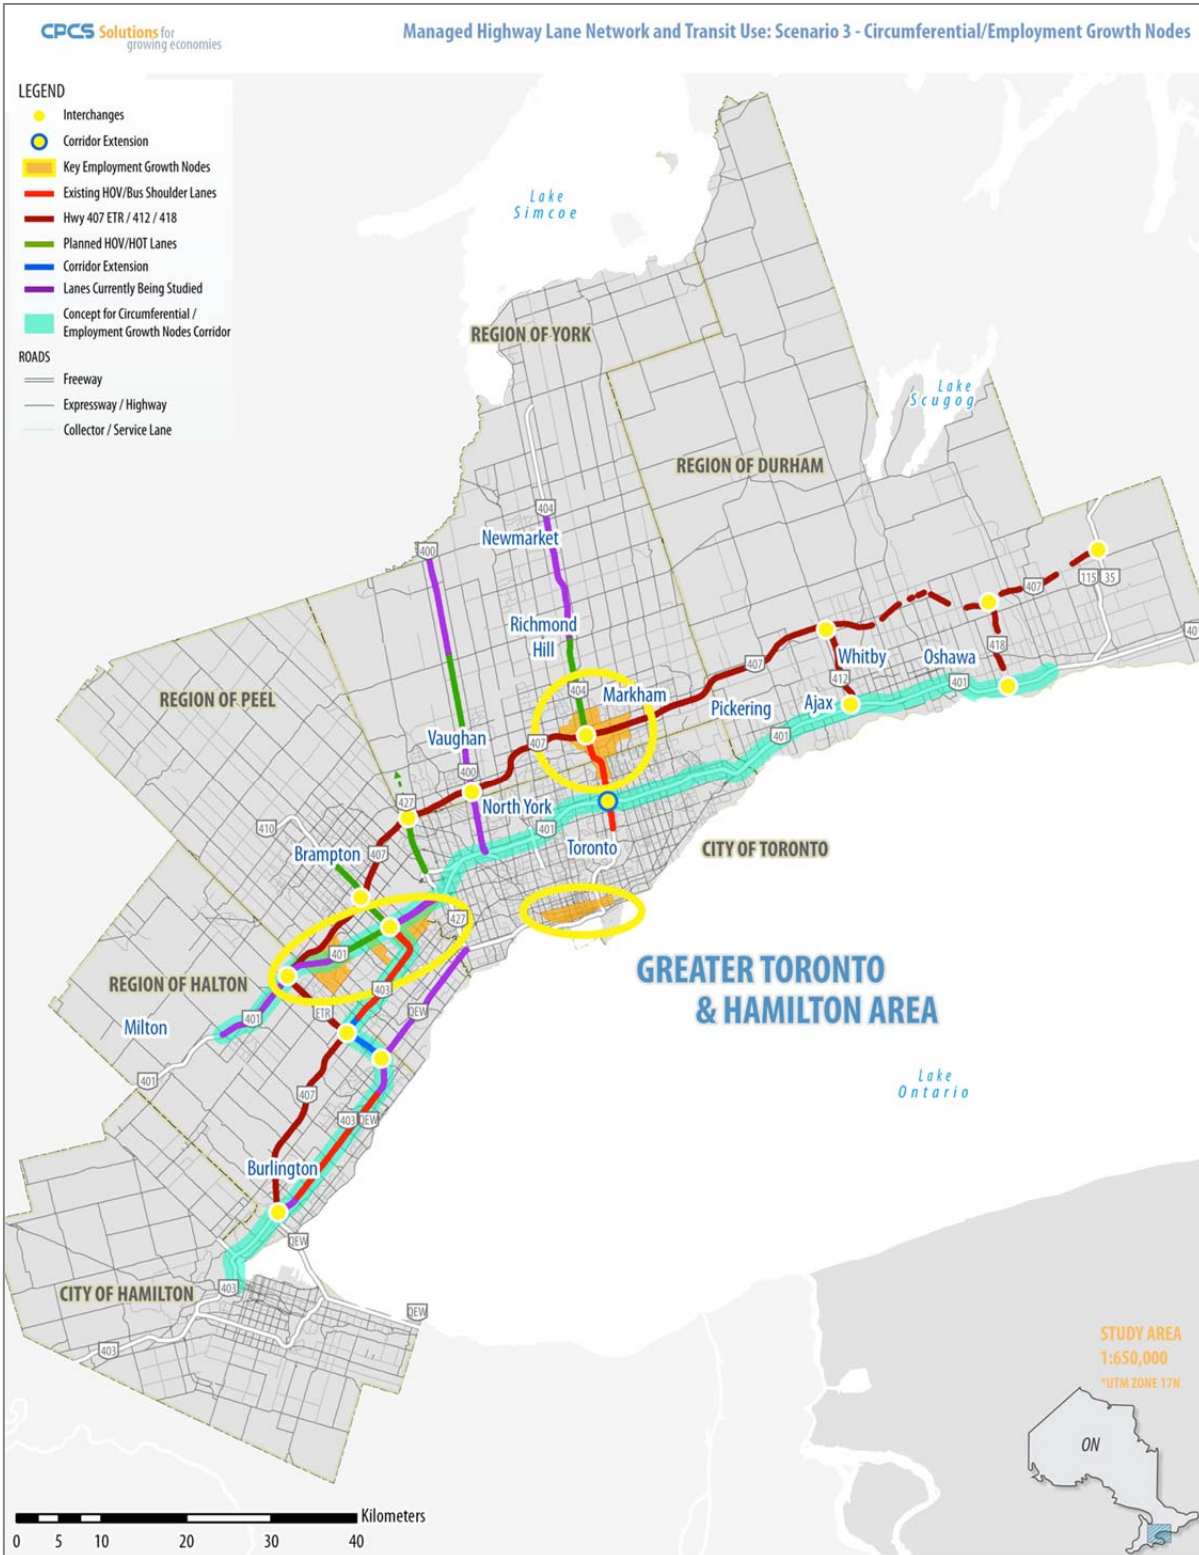 CPCS Solutions for
growing economies
Managed Highway Lane Network and Transit Use: Scenario 3 - Circumferential/Employment Growth Nodes
LEGEND
Interchanges
Corridor Extension
Key Employment Growth Nodes
Existing HOV/Bus Shoulder Lanes
Hwy 407 ETR / 412 / 418
Planned HOV/HOT Lanes
Corridor Extension
Lanes Currently Being Studied
Concept for Circumferential /
Employment Growth Nodes Corridor
ROADS
Freeway
Expressway / Highway
Collector / Service Lane
Lake
Simcoe
REGION OF YORK
Lake
Scugog
REGION OF DURHAM
404
Newmarket
400
407
115
35
Richmond
Hill
401
418
Whitby
Oshawa
407
412
401
REGION OF PEEL
404
Markham
Pickering
Ajax
401
Vaughan
407
400
427
North York
401
410
Toronto
CITY OF TORONTO
Brampton
407
427
401
REGION OF HALTON
403
GREATER TORONTO
& HAMILTON AREA
ETR
QEW
Milton
401
401
Lake
Ontario
407
403
QEW
Burlington
QEW
CITY OF HAMILTON
403
QEW
403
STUDY AREA
1:650,000
*UTM ZONE 17N
ON
Kilometers
0 5 10 20 30 40